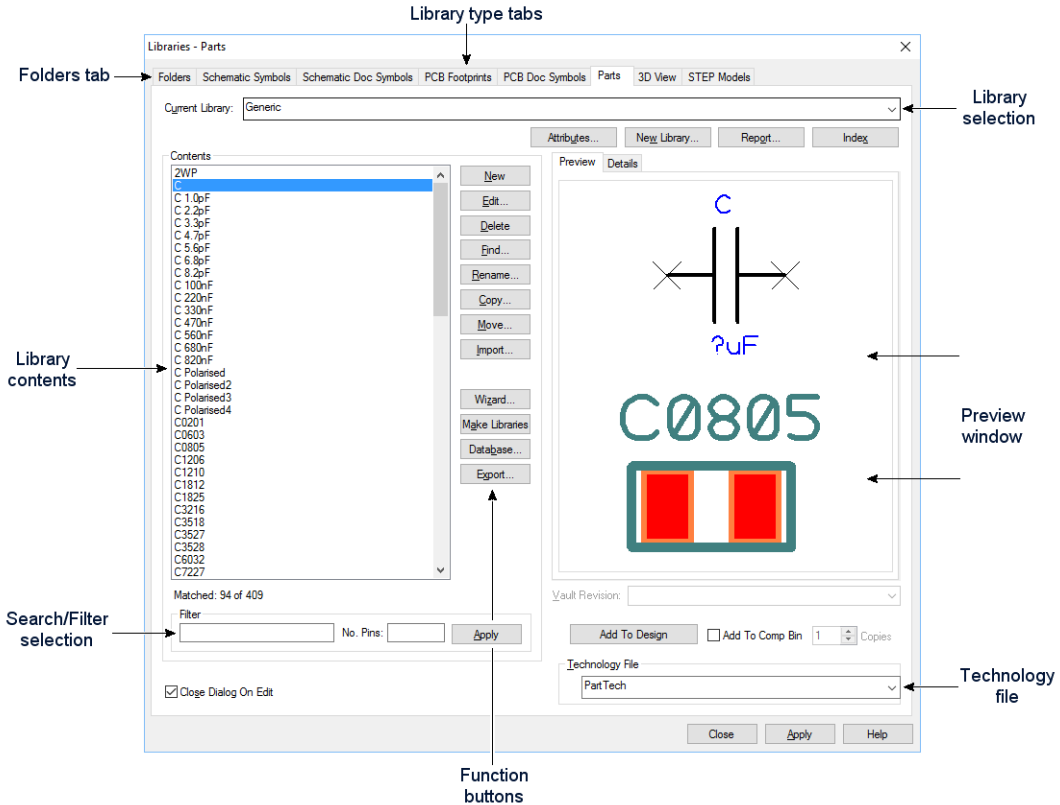 Library type tabs
Libraries - Parts
Folders tab
Folders Schematic Symbols Schematic Doc Symbols PCB Footprints PCB Doc Symbols Parts 3D View STEP Models
Current Library: Generic
Library
selection
Attributes... New Library... Report... Index
Contents
2WP
C
C 1.0pF
C 2.2pF
C 3.3pF
C 4.7pF
C 5.6pF
C 6.8pF
C 8.2pF
C 100nF
C 220nF
C 330nF
C 470nF
C 560nF
C 680nF
C 820nF
C Polarised
C Polarised2
C Polarised3
C Polarised4
C0201
C0603
C0805
C1206
C1210
C1812
C1825
C3216
C3518
C3527
C3528
C6032
C7227
Library
contents
New
Edit...
Delete
Find...
Rename...
Copy...
Move...
Import...
Wizard...
Make Libraries
Database...
Export...
Preview Details
C
?uF
C0805
Preview
window
Matched: 94 of 409
Vault Revision:
Search/Filter
selection
Filter
No. Pins: Apply
Add To Design Add To Comp Bin 1 Copies
Technology File
PartTech
Technology
file
Close Dialog On Edit
Close Apply Help
Function
buttons